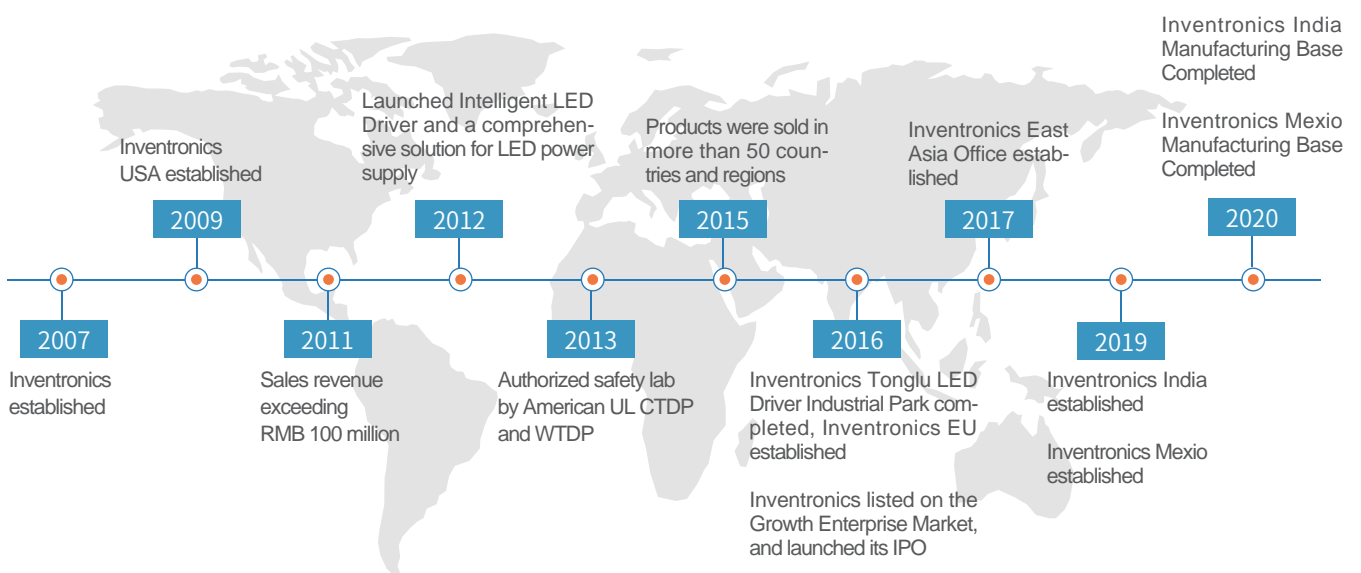 Inventronics India
Manufacturing Base
Completed
Inventronics Mexio
Manufacturing Base
Completed
Launched Intelligent LED
Driver and a comprehen-
sive solution for LED power
supply
Products were sold in
more than 50 coun-
tries and regions
Inventronics East
Asia Office estab-
lished
Inventronics
USA established
2009
2012
2015
2017
2020
2007
2011
2013
2016
2019
Inventronics
established
Sales revenue
exceeding
RMB 100 million
Authorized safety lab
by American UL CTDP
and WTDP
Inventronics Tonglu LED
Driver Industrial Park com-
pleted, Inventronics EU
established
Inventronics listed on the
Growth Enterprise Market,
and launched its IPO
Inventronics India
established
Inventronics Mexio
established